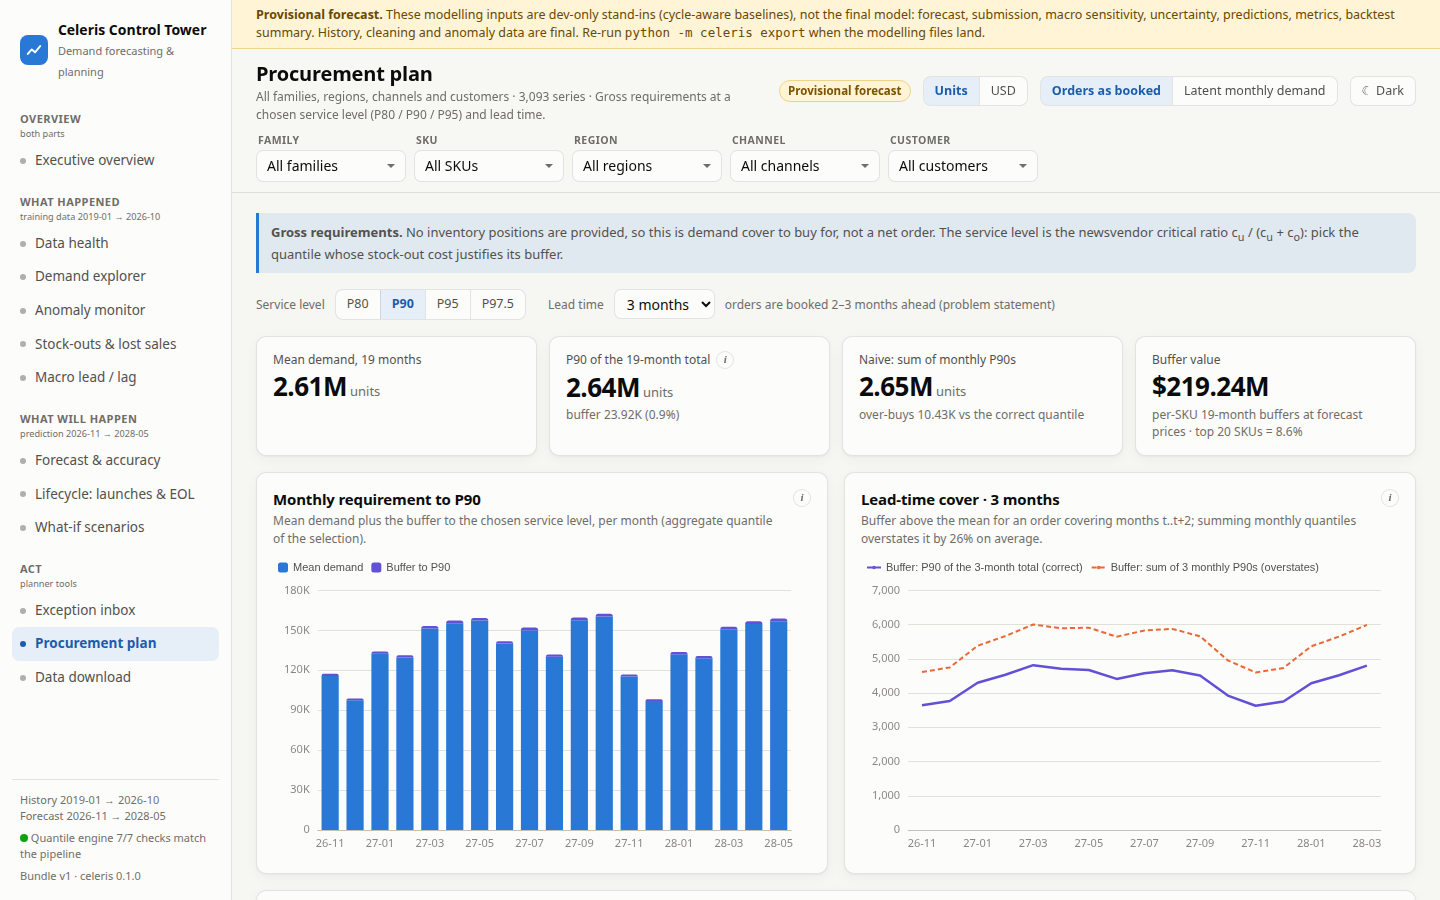 Celeris Control Tower
Demand forecasting &
planning
OVERVIEW
both parts
Executive overview
WHAT HAPPENED
training data 2019-01 → 2026-10
Data health
Demand explorer
Anomaly monitor
Stock-outs & lost sales
Macro lead / lag
WHAT WILL HAPPEN
prediction 2026-11 → 2028-05
Forecast & accuracy
Lifecycle: launches & EOL
What-if scenarios
ACT
planner tools
Exception inbox
Procurement plan
Data download
History 2019-01 → 2026-10
Forecast 2026-11 → 2028-05
Quantile engine 7/7 checks match
the pipeline
Bundle v1 · celeris 0.1.0
Provisional forecast. These modelling inputs are dev-only stand-ins (cycle-aware baselines), not the final model: forecast, submission, macro sensitivity, uncertainty, predictions, metrics, backtest
summary. History, cleaning and anomaly data are final. Re-run python -m celeris export when the modelling files land.
Procurement plan
All families, regions, channels and customers · 3,093 series · Gross requirements at a
chosen service level (P80 / P90 / P95) and lead time.
Provisional forecast
Units USD
Orders as booked Latent monthly demand
☾ Dark
FAMILY SKU REGION CHANNEL CUSTOMER
All families All SKUs All regions All channels All customers
Gross requirements. No inventory positions are provided, so this is demand cover to buy for, not a net order. The service level is the newsvendor critical ratio cu / (cu + co): pick the
quantile whose stock-out cost justifies its buffer.
Service level P80 P90 P95 P97.5 Lead time 3 months orders are booked 2–3 months ahead (problem statement)
Mean demand, 19 months
2.61M units
P90 of the 19-month total i
2.64M units
buffer 23.92K (0.9%)
Naive: sum of monthly P90s
2.65M units
over-buys 10.43K vs the correct quantile
Buffer value
$219.24M
per-SKU 19-month buffers at forecast
prices · top 20 SKUs = 8.6%
Monthly requirement to P90 i
Mean demand plus the buffer to the chosen service level, per month (aggregate quantile
of the selection).
Mean demand Buffer to P90
180K
150K
120K
90K
60K
30K
0
26-11 27-01 27-03 27-05 27-07 27-09 27-11 28-01 28-03 28-05
Lead-time cover · 3 months i
Buffer above the mean for an order covering months t..t+2; summing monthly quantiles
overstates it by 26% on average.
Buffer: P90 of the 3-month total (correct) Buffer: sum of 3 monthly P90s (overstates)
7,000
6,000
5,000
4,000
3,000
2,000
1,000
0
26-11 27-01 27-03 27-05 27-07 27-09 27-11 28-01 28-03